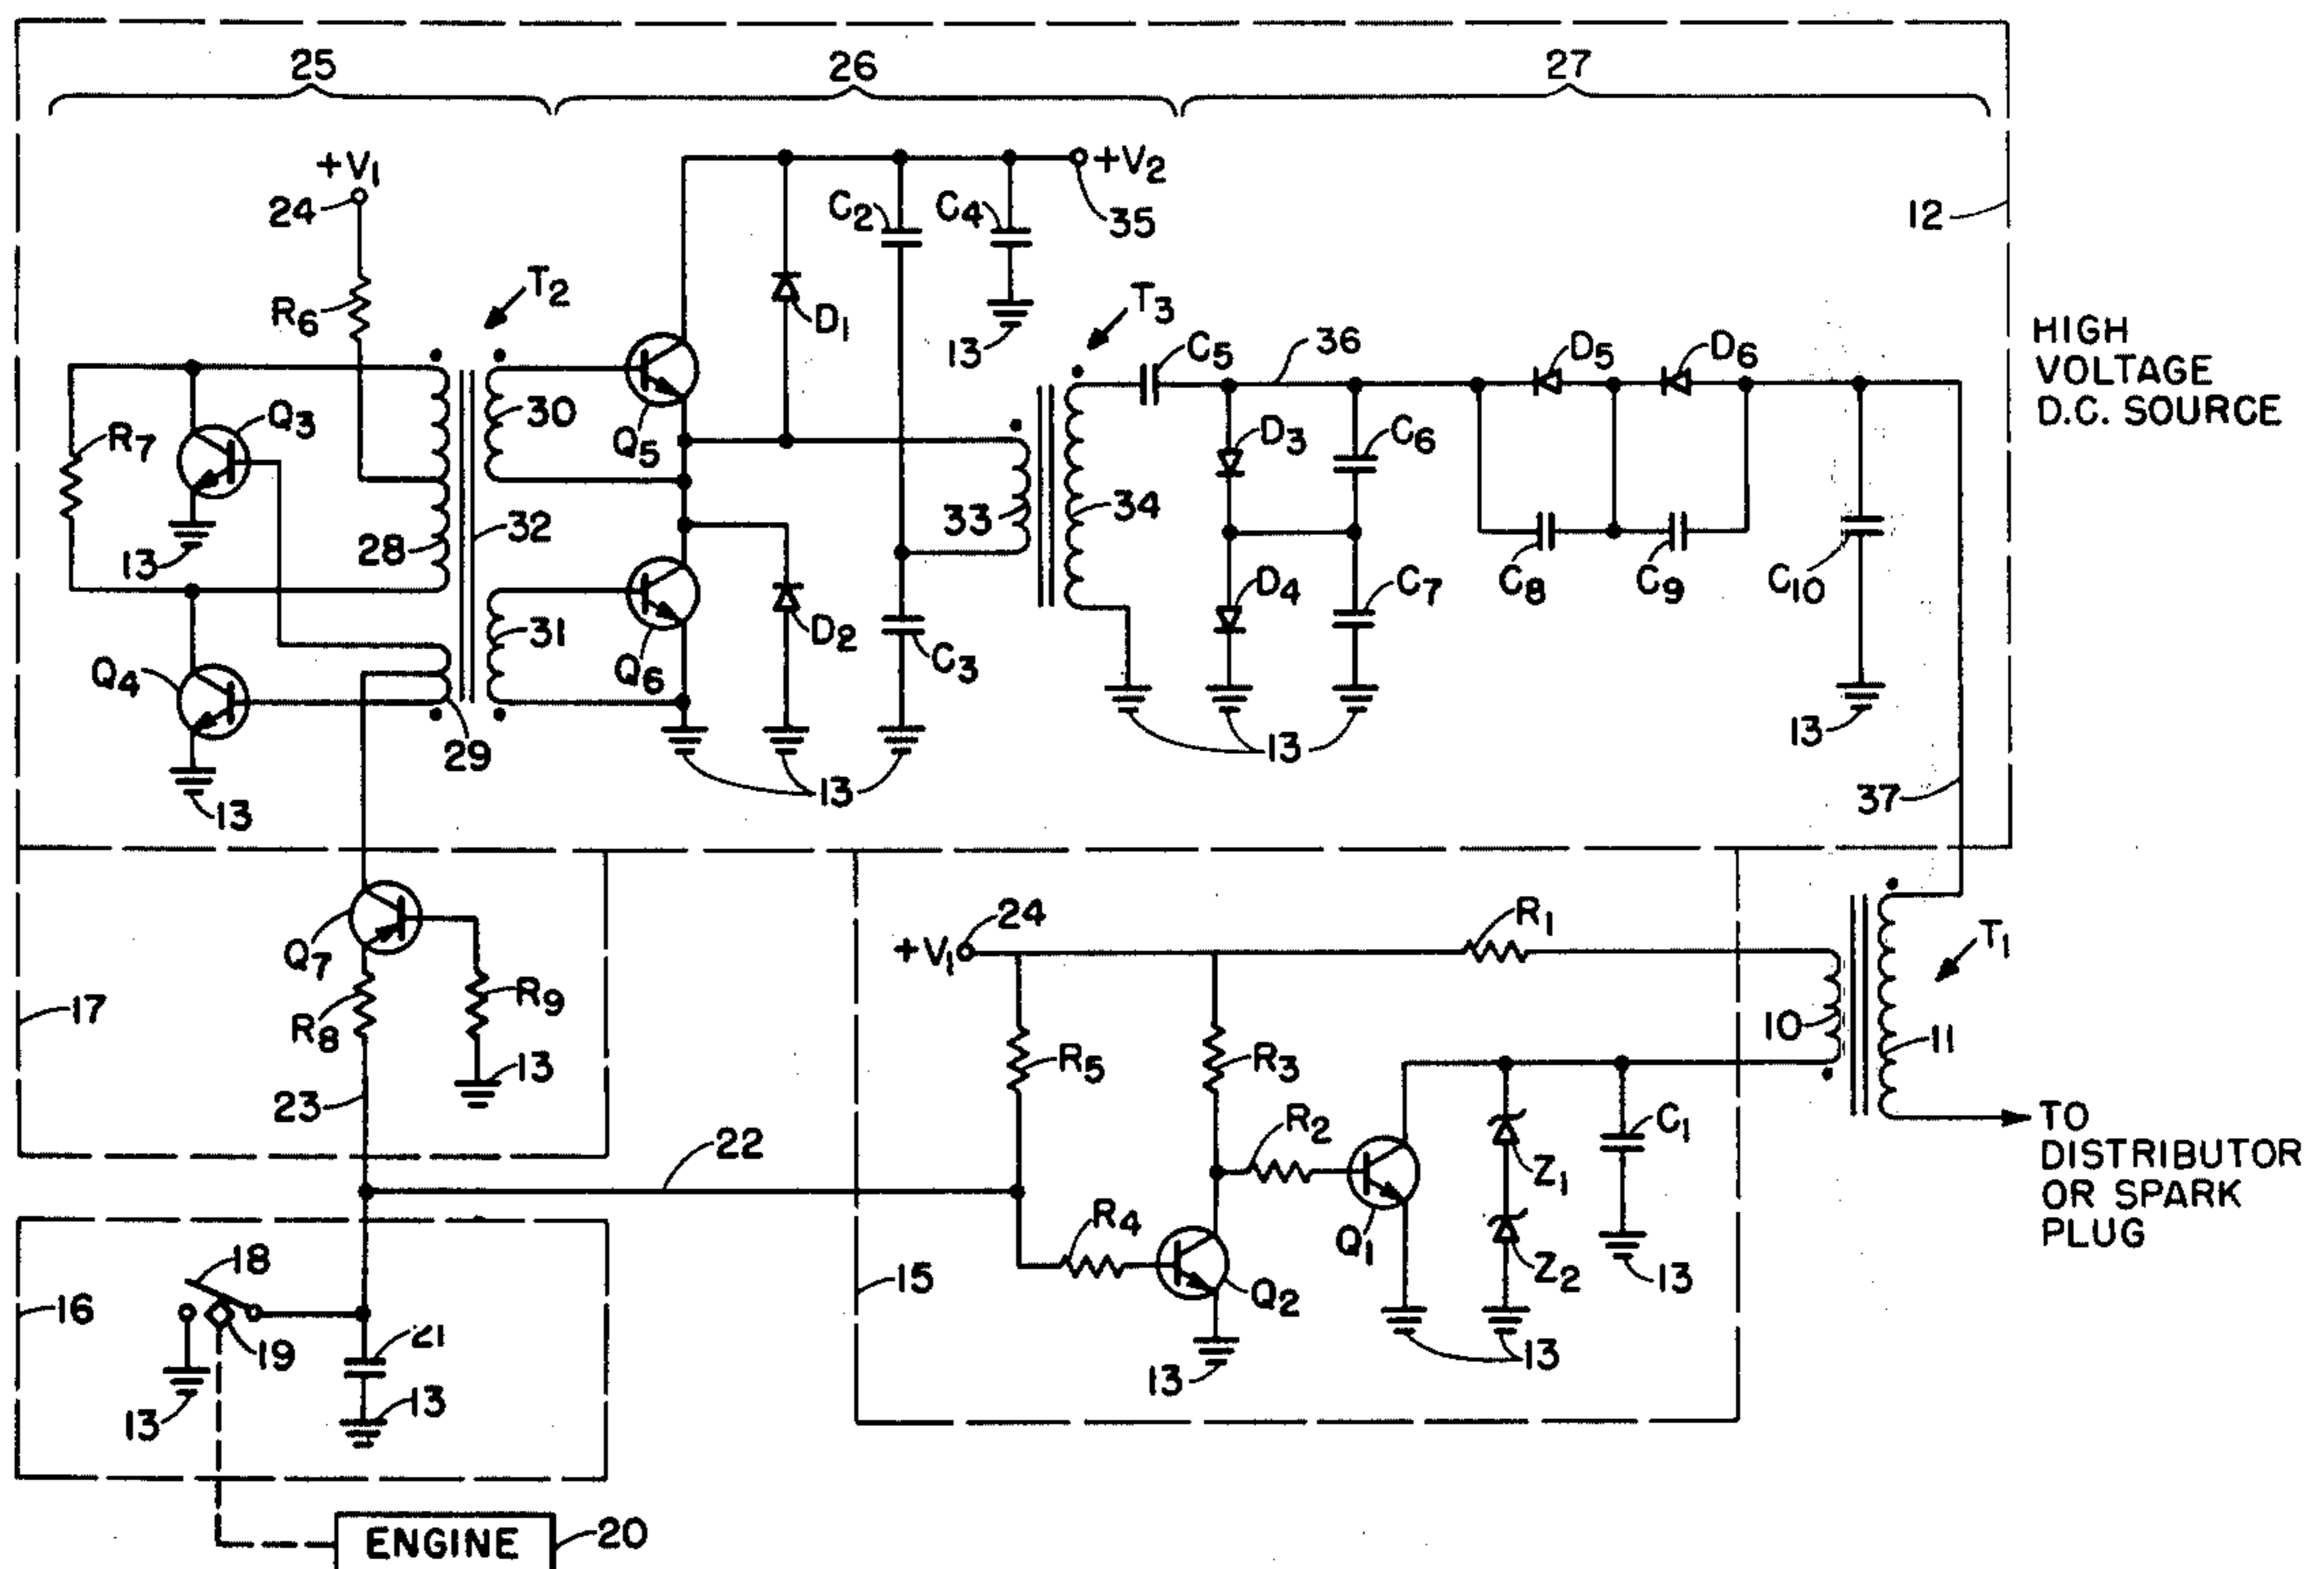 25
26
27
+V1
24
+V2
35
C2
C4
12
T2
R6
D1
13
T3
C5
36
D5
D6
HIGH
VOLTAGE
D.C. SOURCE
R7
Q3
30
Q5
D3
C6
33
34
13
28
32
C8
C9
C10
31
Q6
D2
C3
D4
C7
Q4
29
13
13
13
13
37
Q7
R8
R9
17
13
23
+V1
24
R1
T1
10
11
R5
R3
22
R2
C1
TO
DISTRIBUTOR
OR SPARK
PLUG
Z1
R4
Q1
Z2
13
15
Q2
18
16
19
21
13
13
13
13
ENGINE
20